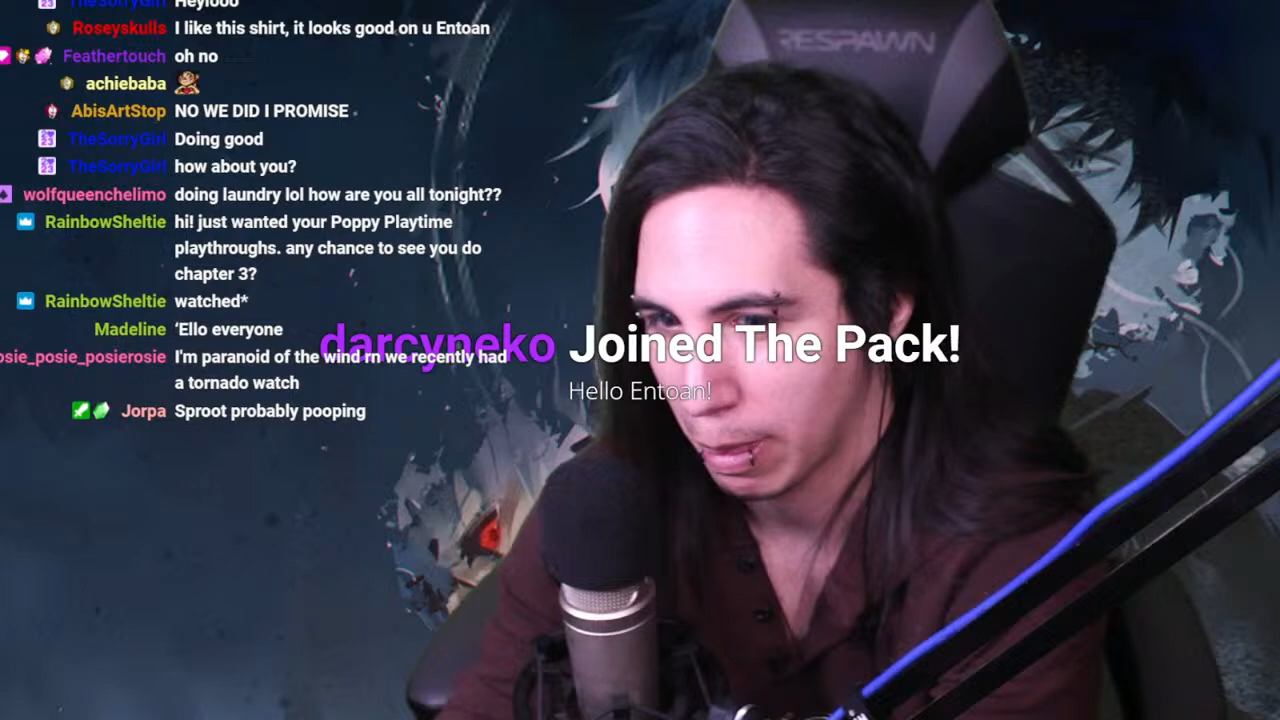 TheSorryGirl Heylooo
RESPAWN
Roseyskulls I like this shirt, it looks good on u Entoan
Feathertouch oh no
achiebaba
AbisArtStop NO WE DID I PROMISE
TheSorryGirl Doing good
TheSorryGirl how about you?
wolfqueenchelimo doing laundry lol how are you all tonight??
RainbowSheltie hi! just wanted your Poppy Playtime
playthroughs. any chance to see you do
chapter 3?
RainbowSheltie watched*
Madeline ‘Ello everyone
darcyneko Joined The Pack!
osie_posie_posierosie I'm paranoid of the wind rn we recently had
a tornado watch
Hello Entoan!
Jorpa Sproot probably pooping